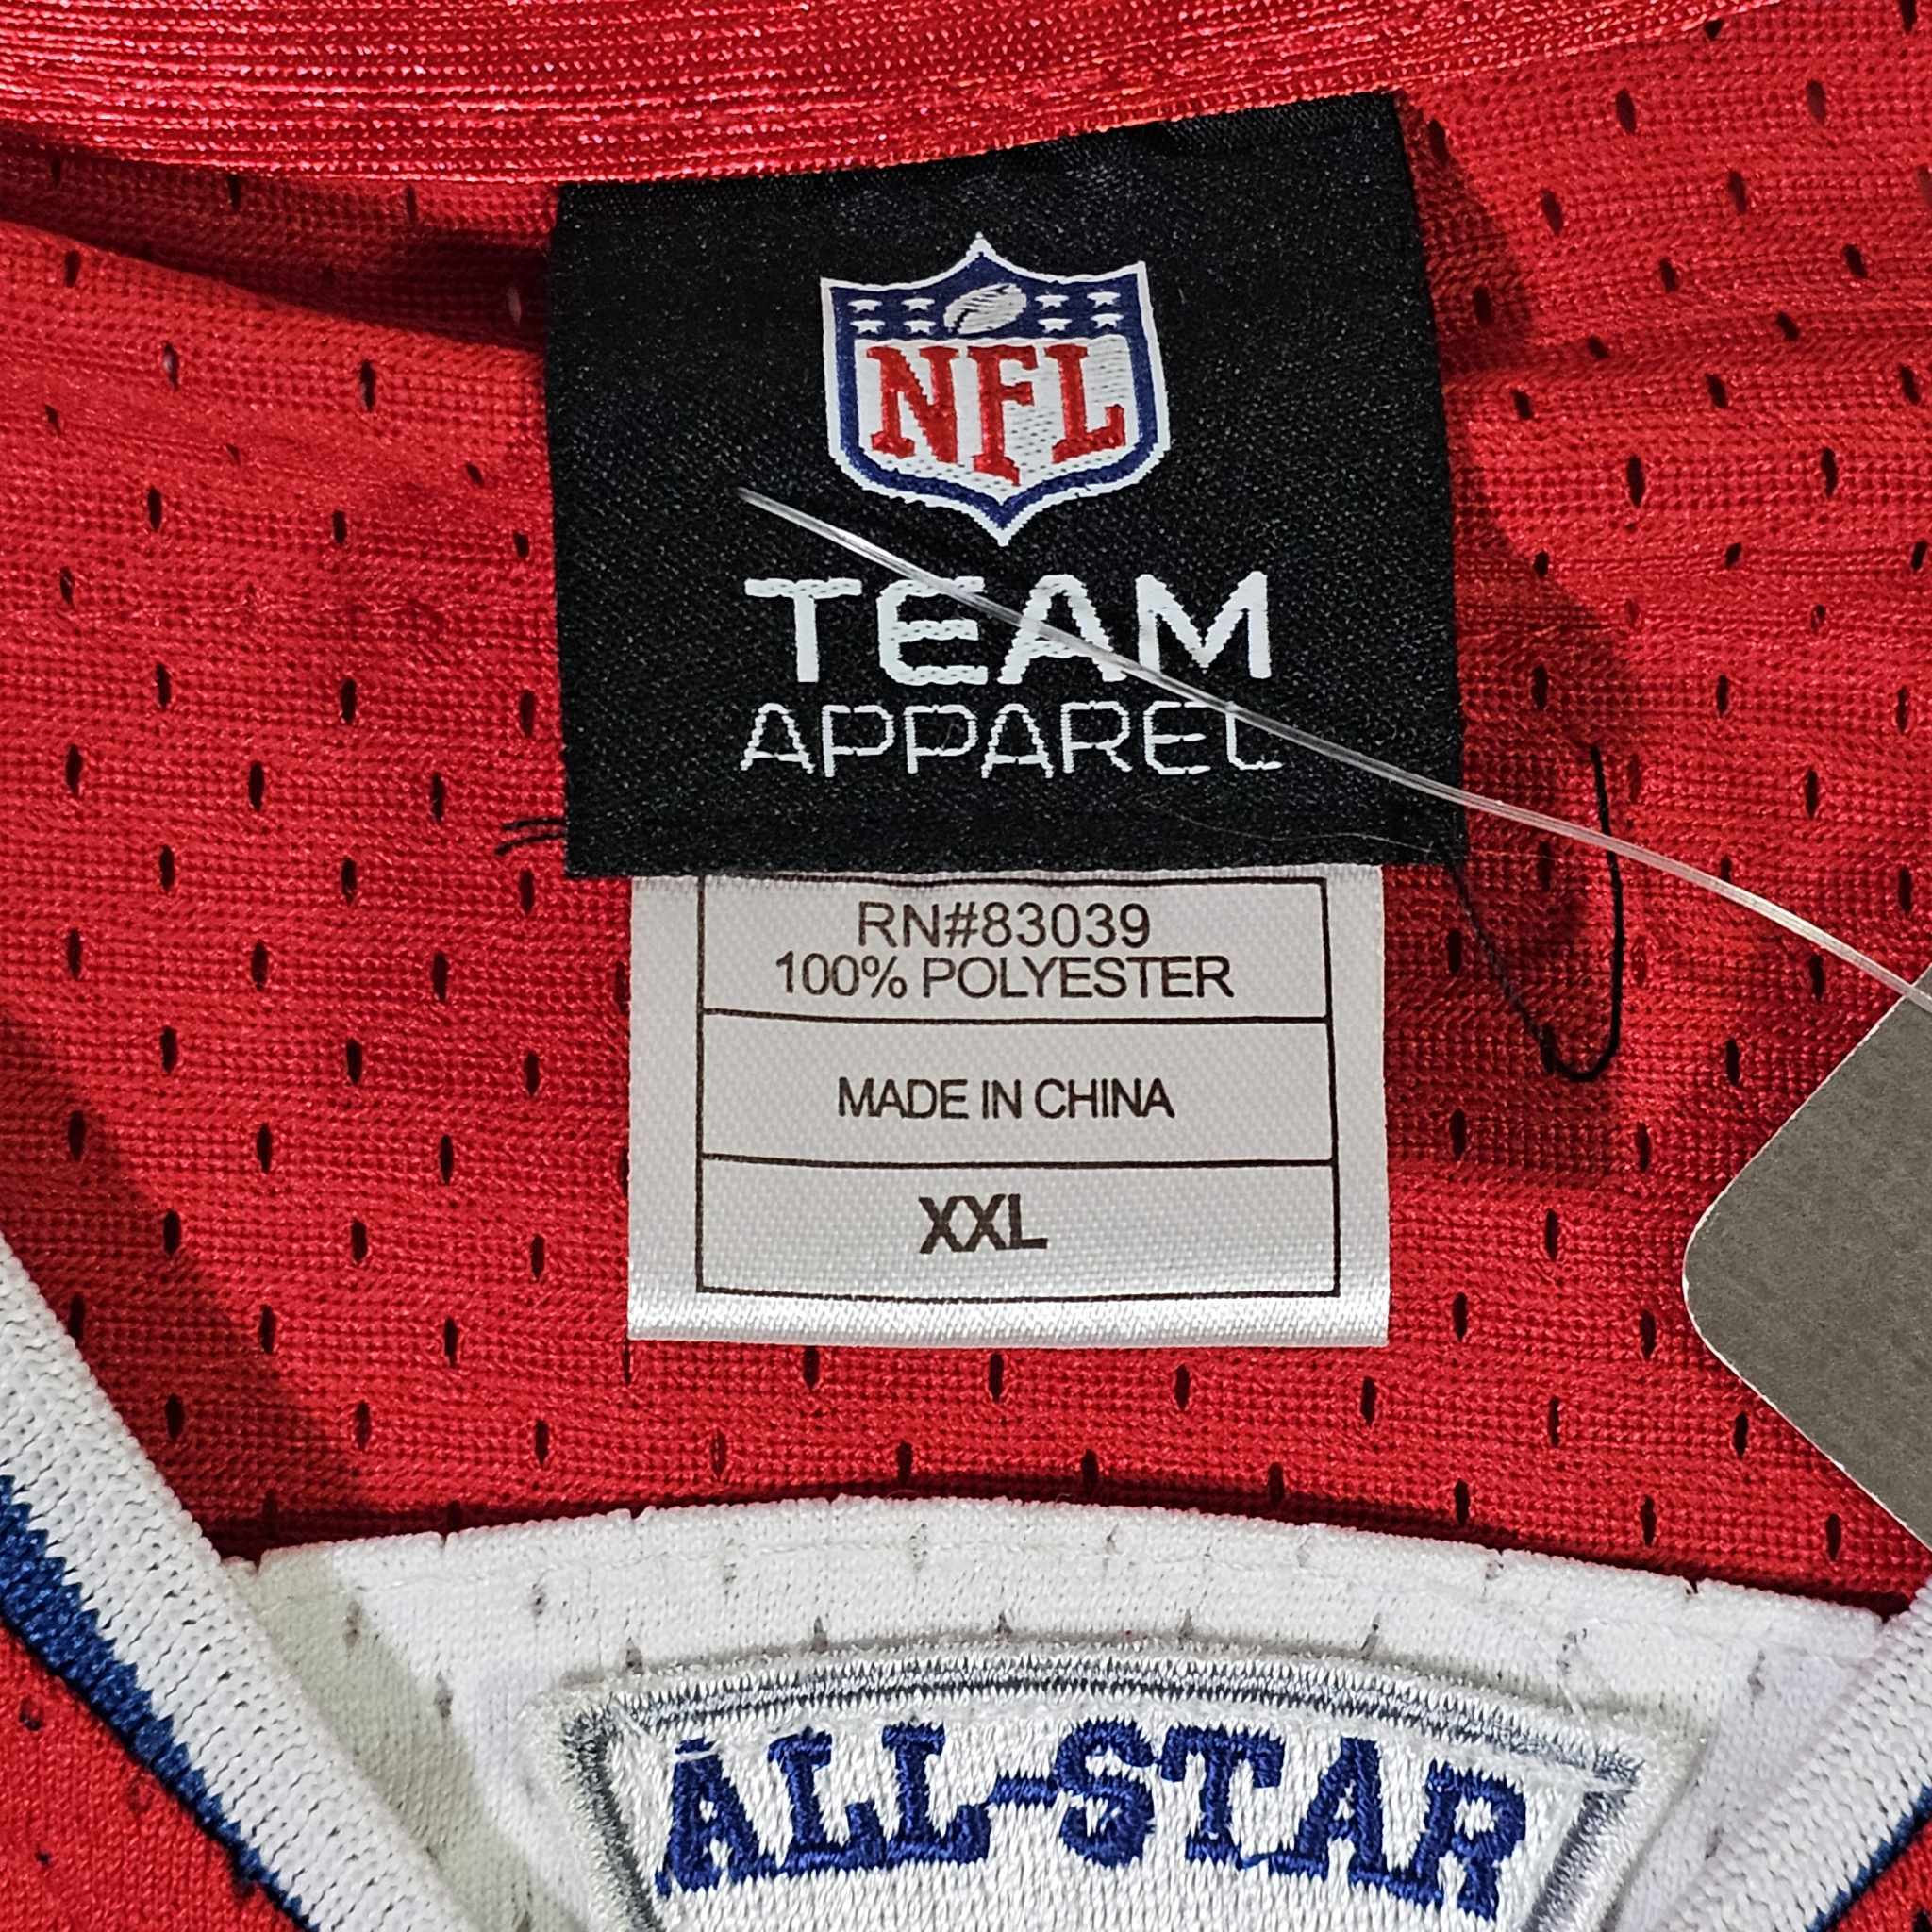 NFL
TEAM
APPAREL
RN#83039
100% POLYESTER
MADE IN CHINA
XXL
ALL-STAR